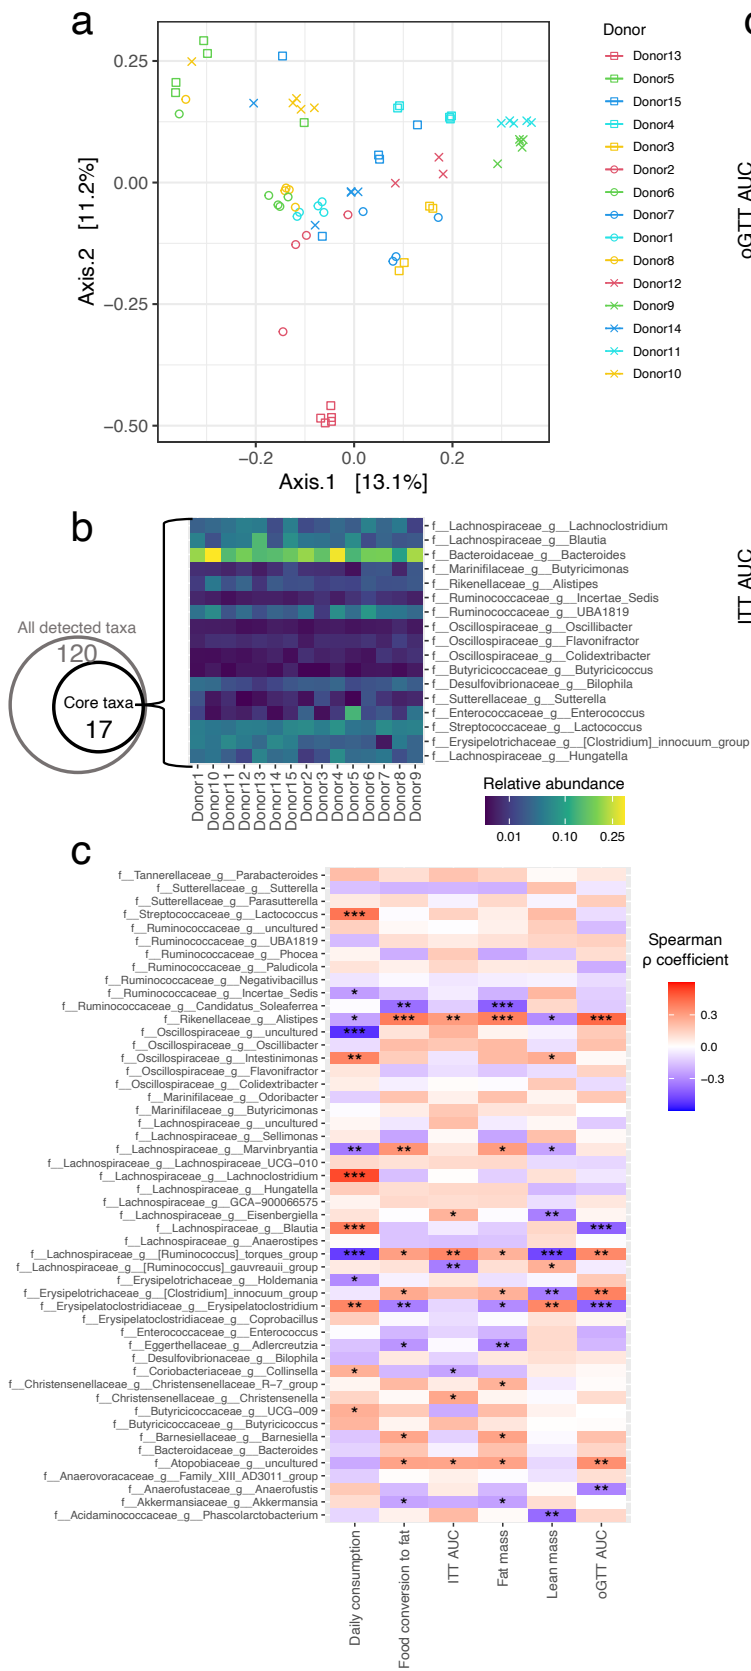 a
0.25
0.00
−0.25
−0.50
Axis.2 [11.2%]
−0.2
0.0
0.2
Axis.1 [13.1%]
Donor
Donor13
Donor5
Donor15
Donor4
Donor3
Donor2
Donor6
Donor7
Donor1
Donor8
Donor12
Donor9
Donor14
Donor11
Donor10
oGTT AUC
ITT AUC
b
All detected taxa
120
Core taxa
17
f__Lachnospiraceae_g__Lachnoclostridium
f__Lachnospiraceae_g__Blautia
f__Bacteroidaceae_g__Bacteroides
f__Marinifilaceae_g__Butyricimonas
f__Rikenellaceae_g__Alistipes
f__Ruminococcaceae_g__Incertae_Sedis
f__Ruminococcaceae_g__UBA1819
f__Oscillospiraceae_g__Oscillibacter
f__Oscillospiraceae_g__Flavonifractor
f__Oscillospiraceae_g__Colidextribacter
f__Butyricicoccaceae_g__Butyricicoccus
f__Desulfovibrionaceae_g__Bilophila
f__Sutterellaceae_g__Sutterella
f__Enterococcaceae_g__Enterococcus
f__Streptococcaceae_g__Lactococcus
f__Erysipelotrichaceae_g__[Clostridium]_innocuum_group
f__Lachnospiraceae_g__Hungatella
Donor1
Donor10
Donor11
Donor12
Donor13
Donor14
Donor15
Donor2
Donor3
Donor4
Donor5
Donor6
Donor7
Donor8
Donor9
Relative abundance
0.01 0.10 0.25
c
f__Tannerellaceae_g__Parabacteroides
f__Sutterellaceae_g__Sutterella
f__Sutterellaceae_g__Parasutterella
f__Streptococcaceae_g__Lactococcus ***
f__Ruminococcaceae_g__uncultured
f__Ruminococcaceae_g__UBA1819
f__Ruminococcaceae_g__Phocea
f__Ruminococcaceae_g__Paludicola
f__Ruminococcaceae_g__Negativibacillus
f__Ruminococcaceae_g__Incertae_Sedis *
f__Ruminococcaceae_g__Candidatus_Soleaferrea ** ***
f__Rikenellaceae_g__Alistipes * *** ** *** * ***
f__Oscillospiraceae_g__uncultured ***
f__Oscillospiraceae_g__Oscillibacter
f__Oscillospiraceae_g__Intestinimonas ** *
f__Oscillospiraceae_g__Flavonifractor
f__Oscillospiraceae_g__Colidextribacter
f__Marinifilaceae_g__Odoribacter
f__Marinifilaceae_g__Butyricimonas
f__Lachnospiraceae_g__uncultured
f__Lachnospiraceae_g__Sellimonas
f__Lachnospiraceae_g__Marvinbryantia ** ** * *
f__Lachnospiraceae_g__Lachnospiraceae_UCG−010
f__Lachnospiraceae_g__Lachnoclostridium ***
f__Lachnospiraceae_g__Hungatella
f__Lachnospiraceae_g__GCA−900066575
f__Lachnospiraceae_g__Eisenbergiella * **
f__Lachnospiraceae_g__Blautia *** ***
f__Lachnospiraceae_g__Anaerostipes
f__Lachnospiraceae_g__[Ruminococcus]_torques_group *** * ** * *** **
f__Lachnospiraceae_g__[Ruminococcus]_gauvreauii_group ** *
f__Erysipelotrichaceae_g__Holdemania *
f__Erysipelotrichaceae_g__[Clostridium]_innocuum_group * * ** **
f__Erysipelatoclostridiaceae_g__Erysipelatoclostridium ** ** * ** ***
f__Erysipelatoclostridiaceae_g__Coprobacillus
f__Enterococcaceae_g__Enterococcus
f__Eggerthellaceae_g__Adlercreutzia * **
f__Desulfovibrionaceae_g__Bilophila
f__Coriobacteriaceae_g__Collinsella * *
f__Christensenellaceae_g__Christensenellaceae_R−7_group *
f__Christensenellaceae_g__Christensenella *
f__Butyricicoccaceae_g__UCG−009 *
f__Butyricicoccaceae_g__Butyricicoccus
f__Barnesiellaceae_g__Barnesiella * *
f__Bacteroidaceae_g__Bacteroides
f__Atopobiaceae_g__uncultured * * * **
f__Anaerovoracaceae_g__Family_XIII_AD3011_group
f__Anaerofustaceae_g__Anaerofustis **
f__Akkermansiaceae_g__Akkermansia * *
f__Acidaminococcaceae_g__Phascolarctobacterium **
Daily consumption
Food conversion to fat
ITT AUC
Fat mass
Lean mass
oGTT AUC
Spearman
ρ coefficient
0.3
0.0
−0.3